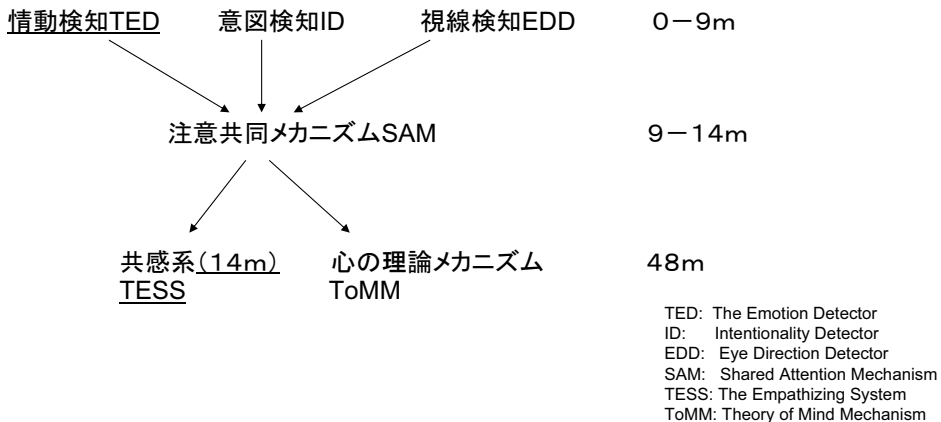 情動検知TED 意図検知ID 視線検知EDD 0－9m
注意共同メカニズムSAM 9－14m
共感系(14m) 心の理論メカニズム 48m
TESS ToMM
TED: The Emotion Detector
ID: Intentionality Detector
EDD: Eye Direction Detector
SAM: Shared Attention Mechanism
TESS: The Empathizing System
ToMM: Theory of Mind Mechanism